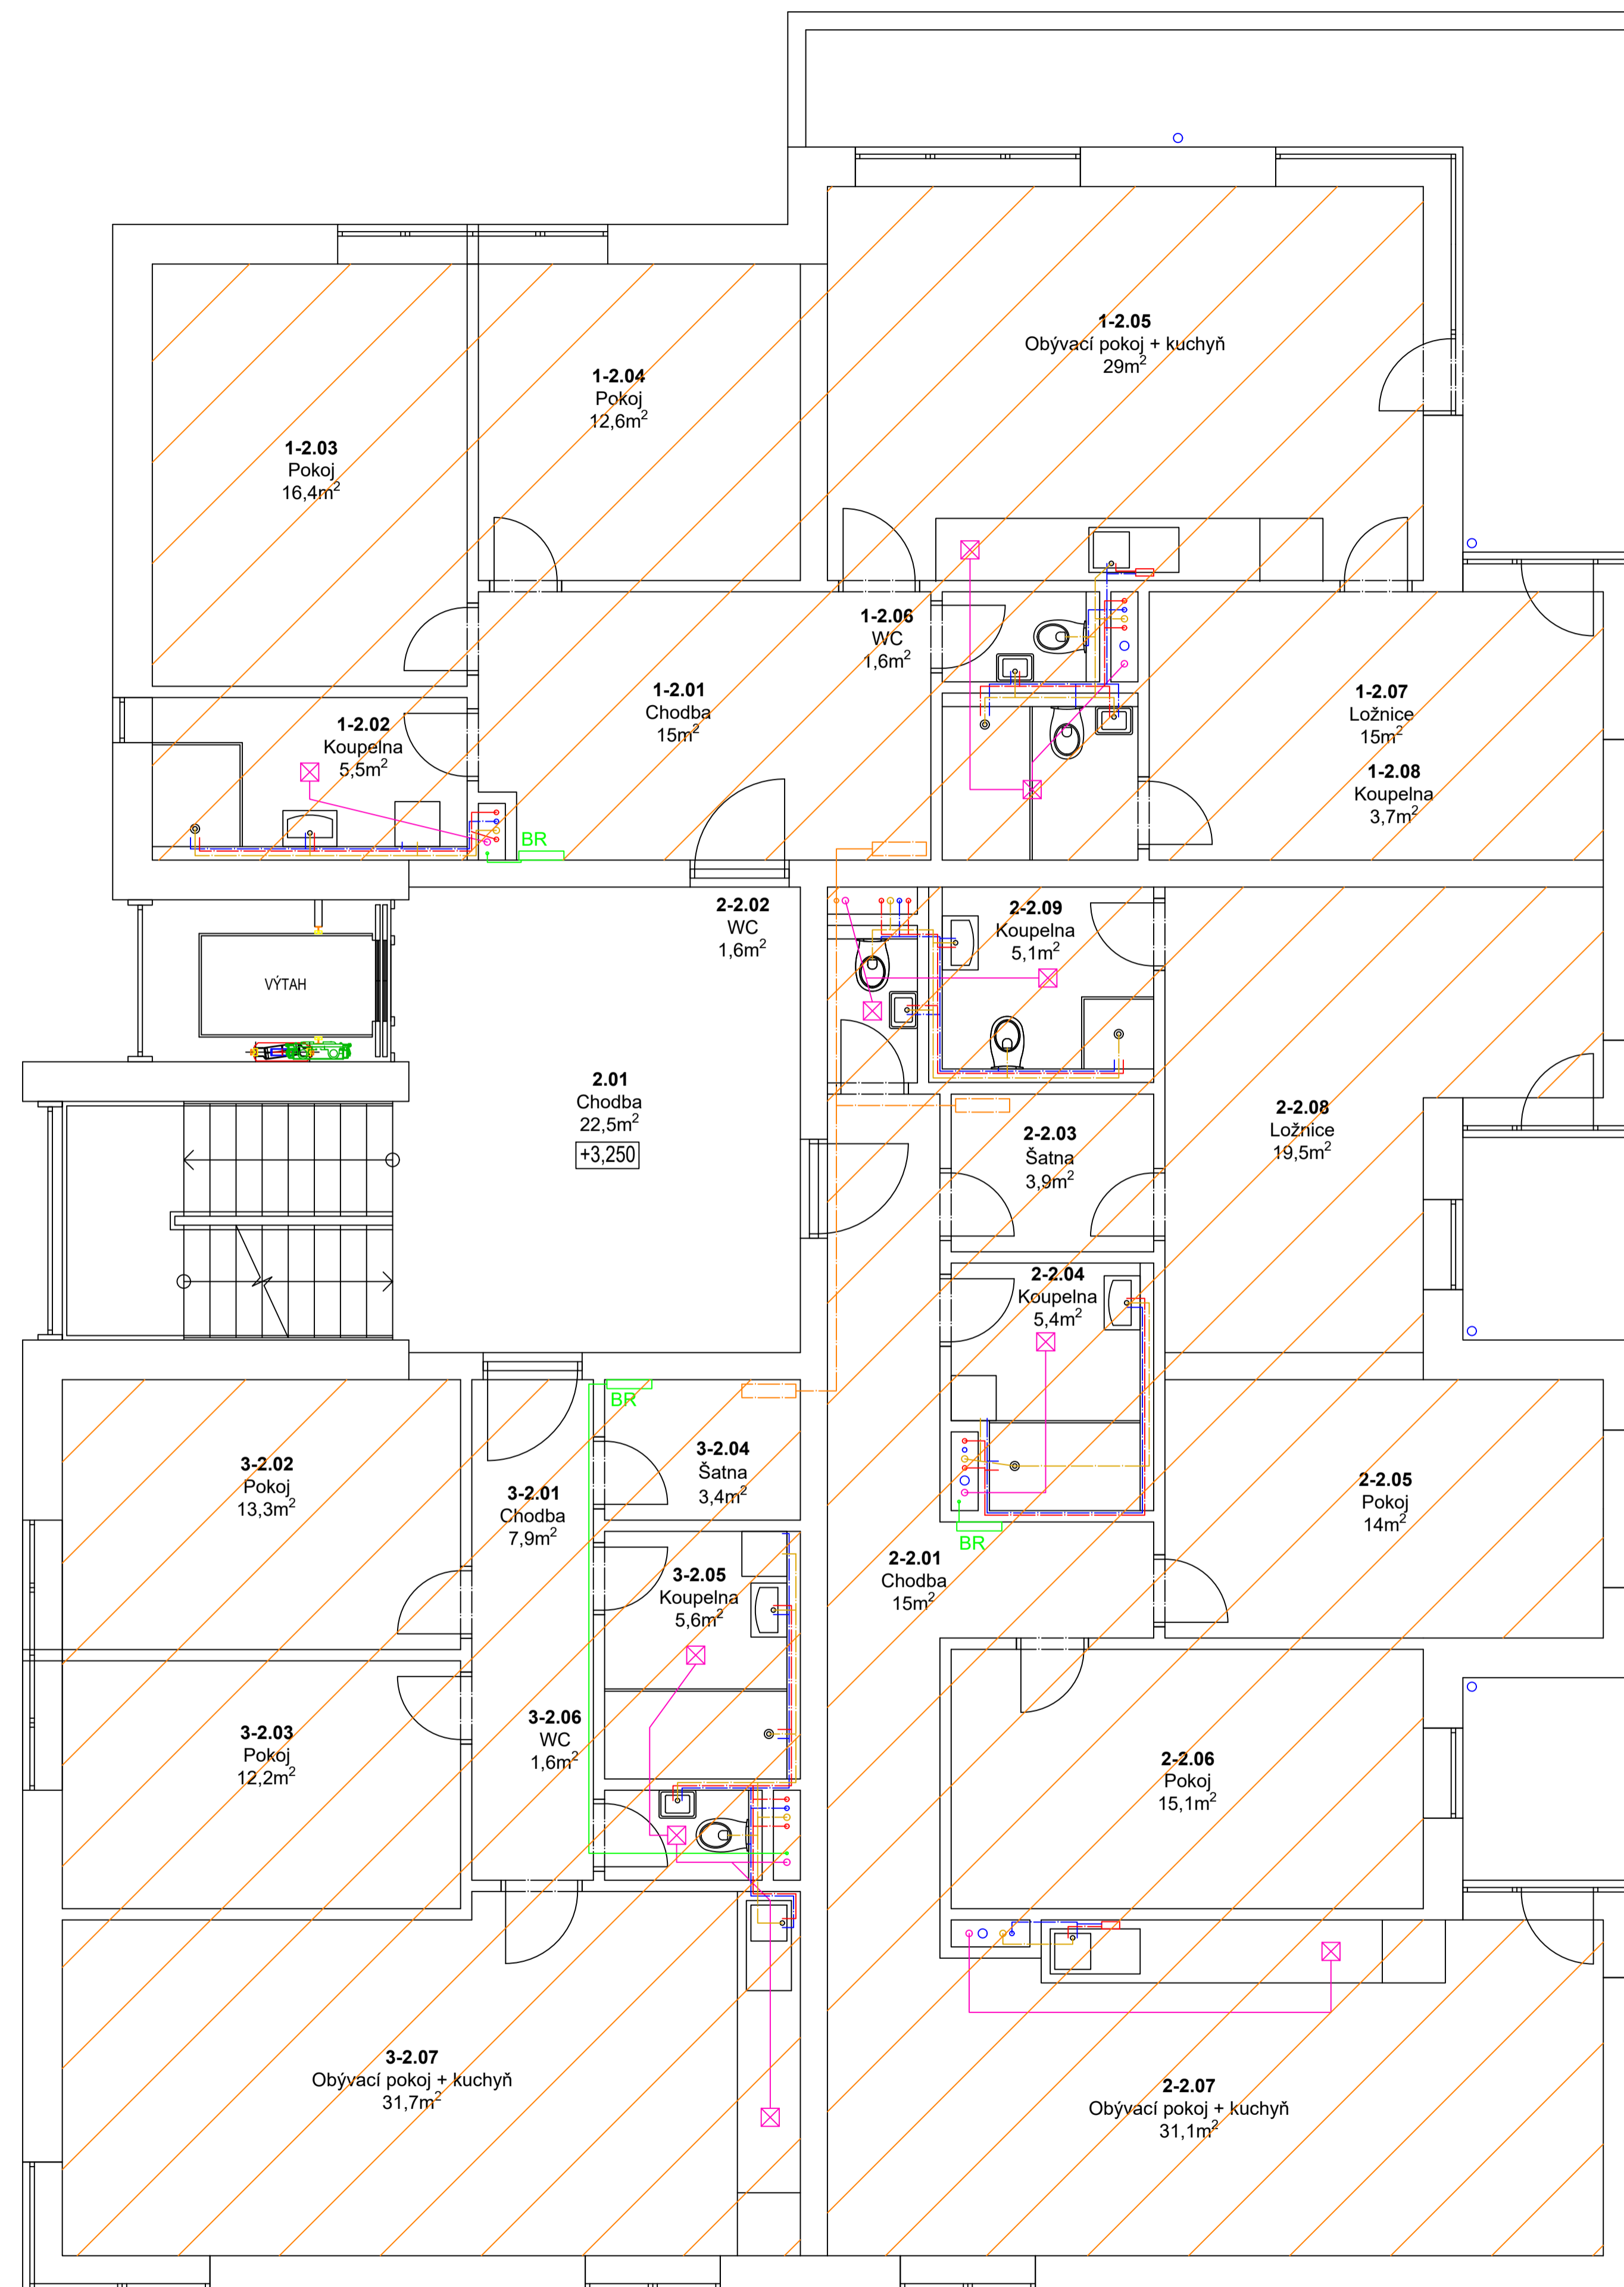 1-2.05
Obývací pokoj + kuchyň
29m²
1-2.04
Pokoj
12,6m²
1-2.03
Pokoj
16,4m²
1-2.06
WC
1,6m²
1-2.01
Chodba
15m²
1-2.07
Ložnice
15m²
1-2.02
Koupelna
5,5m²
1-2.08
Koupelna
3,7m²
BR
2-2.02
WC
1,6m²
2-2.09
Koupelna
5,1m²
VÝTAH
2.01
Chodba
22,5m²
+3,250
2-2.03
Šatna
3,9m²
2-2.08
Ložnice
19,5m²
2-2.04
Koupelna
5,4m²
BR
3-2.04
Šatna
3,4m²
3-2.02
Pokoj
13,3m²
3-2.01
Chodba
7,9m²
2-2.05
Pokoj
14m²
BR
2-2.01
Chodba
15m²
3-2.05
Koupelna
5,6m²
3-2.03
Pokoj
12,2m²
3-2.06
WC
1,6m²
2-2.06
Pokoj
15,1m²
3-2.07
Obývací pokoj + kuchyň
31,7m²
2-2.07
Obývací pokoj + kuchyň
31,1m²